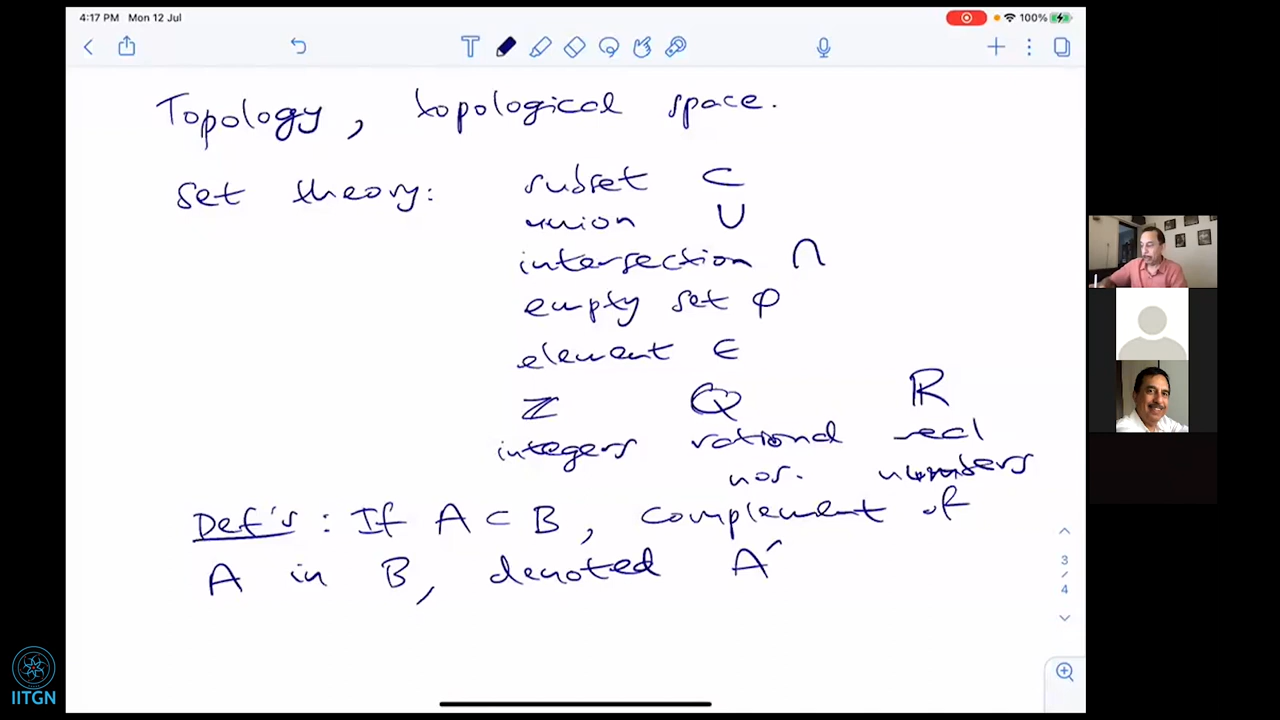 4:17 PM Mon 12 Jul
100%
Topology, topological space.
set theory: subset ⊂
union ∪
intersection ∩
empty set φ
element ∈
ℤ ℚ ℝ
integers rational real
nos. numbers
Def's: If A ⊂ B, complement of
A in B, denoted A'
3
/
4
IITGN